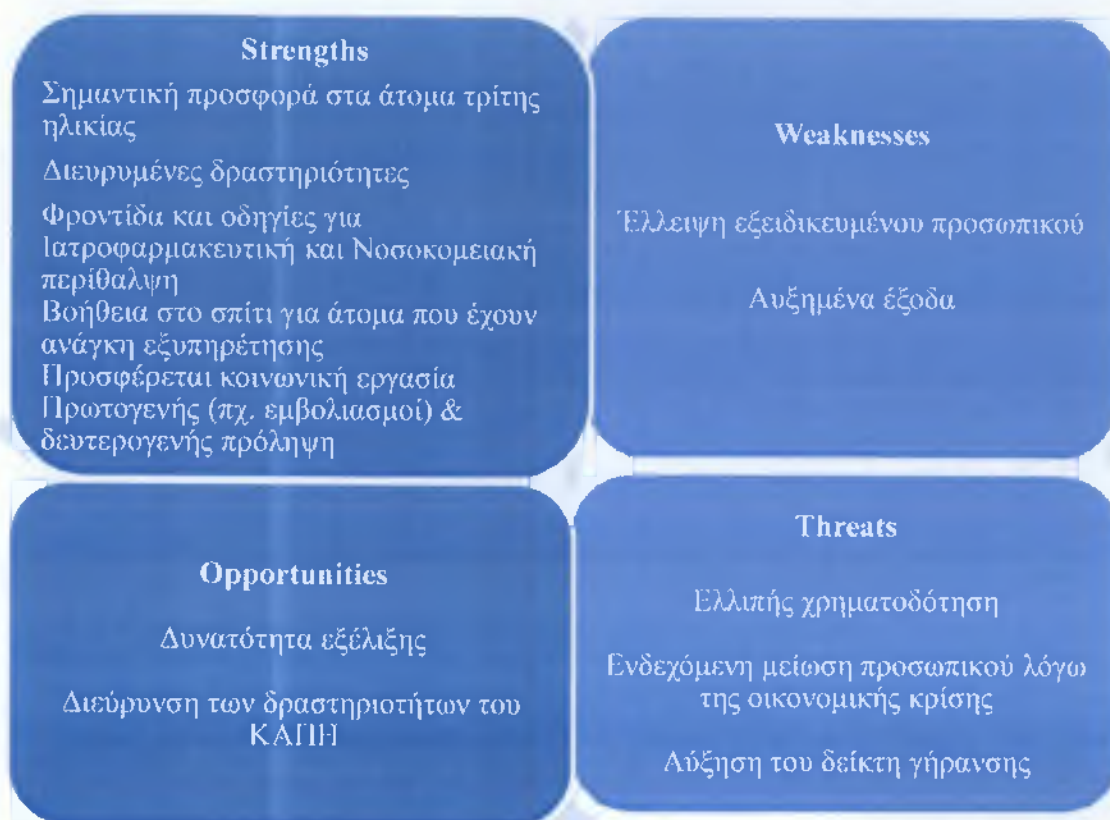 Strengths
Σημαντική προσφορά στα άτομα τρίτης
ηλικίας
Διευρυμένες δραστηριότητες
Φροντίδα και οδηγίες για
Ιατροφαρμακευτική και Νοσοκομειακή
περίθαλψη
Βοήθεια στο σπίτι για άτομα που έχουν
ανάγκη εξυπηρέτησης
Προσφέρεται κοινωνική εργασία
Πρωτογενής (πχ. εμβολιασμοί) &
δευτερογενής πρόληψη
Weaknesses
Έλλειψη εξειδικευμένου προσωπικού
Αυξημένα έξοδα
Opportunities
Δυνατότητα εξέλιξης
Διεύρυνση των δραστηριοτήτων του
ΚΑΠΗ
Threats
Ελλιπής χρηματοδότηση
Ενδεχόμενη μείωση προσωπικού λόγω
της οικονομικής κρίσης
Αύξηση του δείκτη γήρανσης